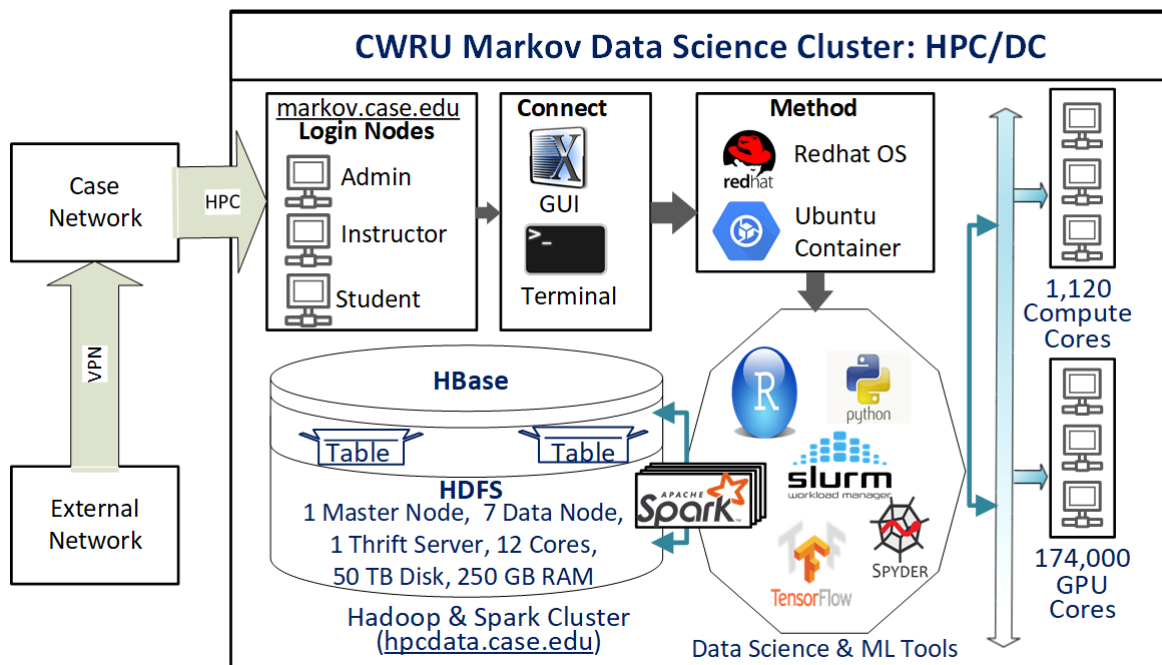 CWRU Markov Data Science Cluster: HPC/DC
Case
Network
HPC
VPN
External
Network
markov.case.edu
Login Nodes
Admin
Instructor
Student
Connect
X
GUI
>_
Terminal
Method
redhat
Redhat OS
Ubuntu
Container
1,120
Compute
Cores
174,000
GPU
Cores
HBase
Table
Table
HDFS
1 Master Node, 7 Data Node,
1 Thrift Server, 12 Cores,
50 TB Disk, 250 GB RAM
Hadoop & Spark Cluster
(hpcdata.case.edu)
APACHE
Spark
R
python
slurm
workload manager
SPYDER
TensorFlow
Data Science & ML Tools